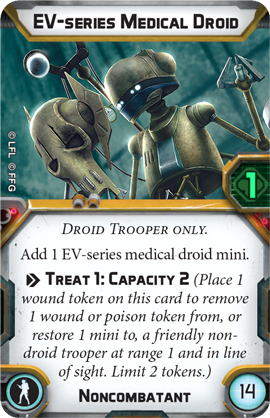 EV-series Medical Droid
© LFL © FFG
1
Droid Trooper only.
Add 1 EV-series medical droid mini.
Treat 1: Capacity 2 (Place 1
wound token on this card to remove
1 wound or poison token from, or
restore 1 mini to, a friendly non-
droid trooper at range 1 and in line
of sight. Limit 2 tokens.)
Noncombatant
14